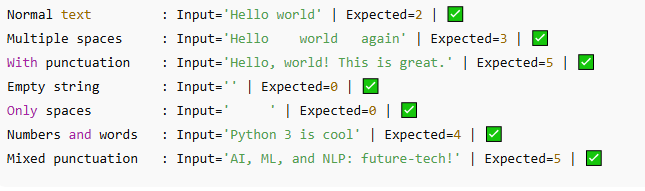 Normal text : Input='Hello world' | Expected=2 | ✅
Multiple spaces : Input='Hello    world   again' | Expected=3 | ✅
With punctuation : Input='Hello, world! This is great.' | Expected=5 | ✅
Empty string : Input='' | Expected=0 | ✅
Only spaces : Input='     ' | Expected=0 | ✅
Numbers and words : Input='Python 3 is cool' | Expected=4 | ✅
Mixed punctuation : Input='AI, ML, and NLP: future-tech!' | Expected=5 | ✅